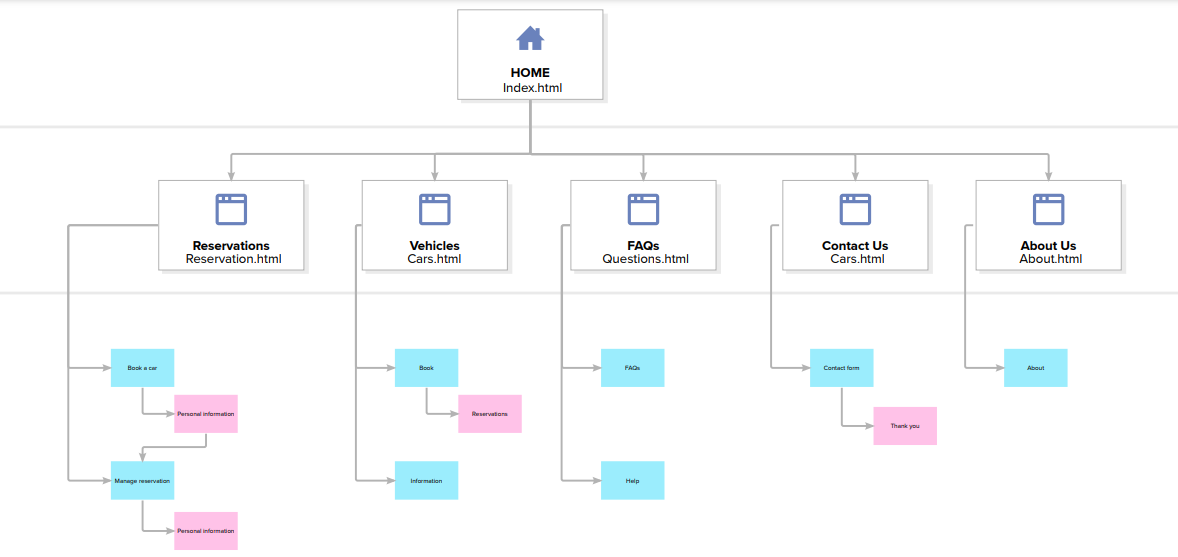 HOME
Index.html
Reservations
Reservation.html
Vehicles
Cars.html
FAQs
Questions.html
Contact Us
Cars.html
About Us
About.html
Book a car
Personal information
Manage reservation
Personal information
Book
Reservations
Information
FAQs
Help
Contact form
Thank you
About